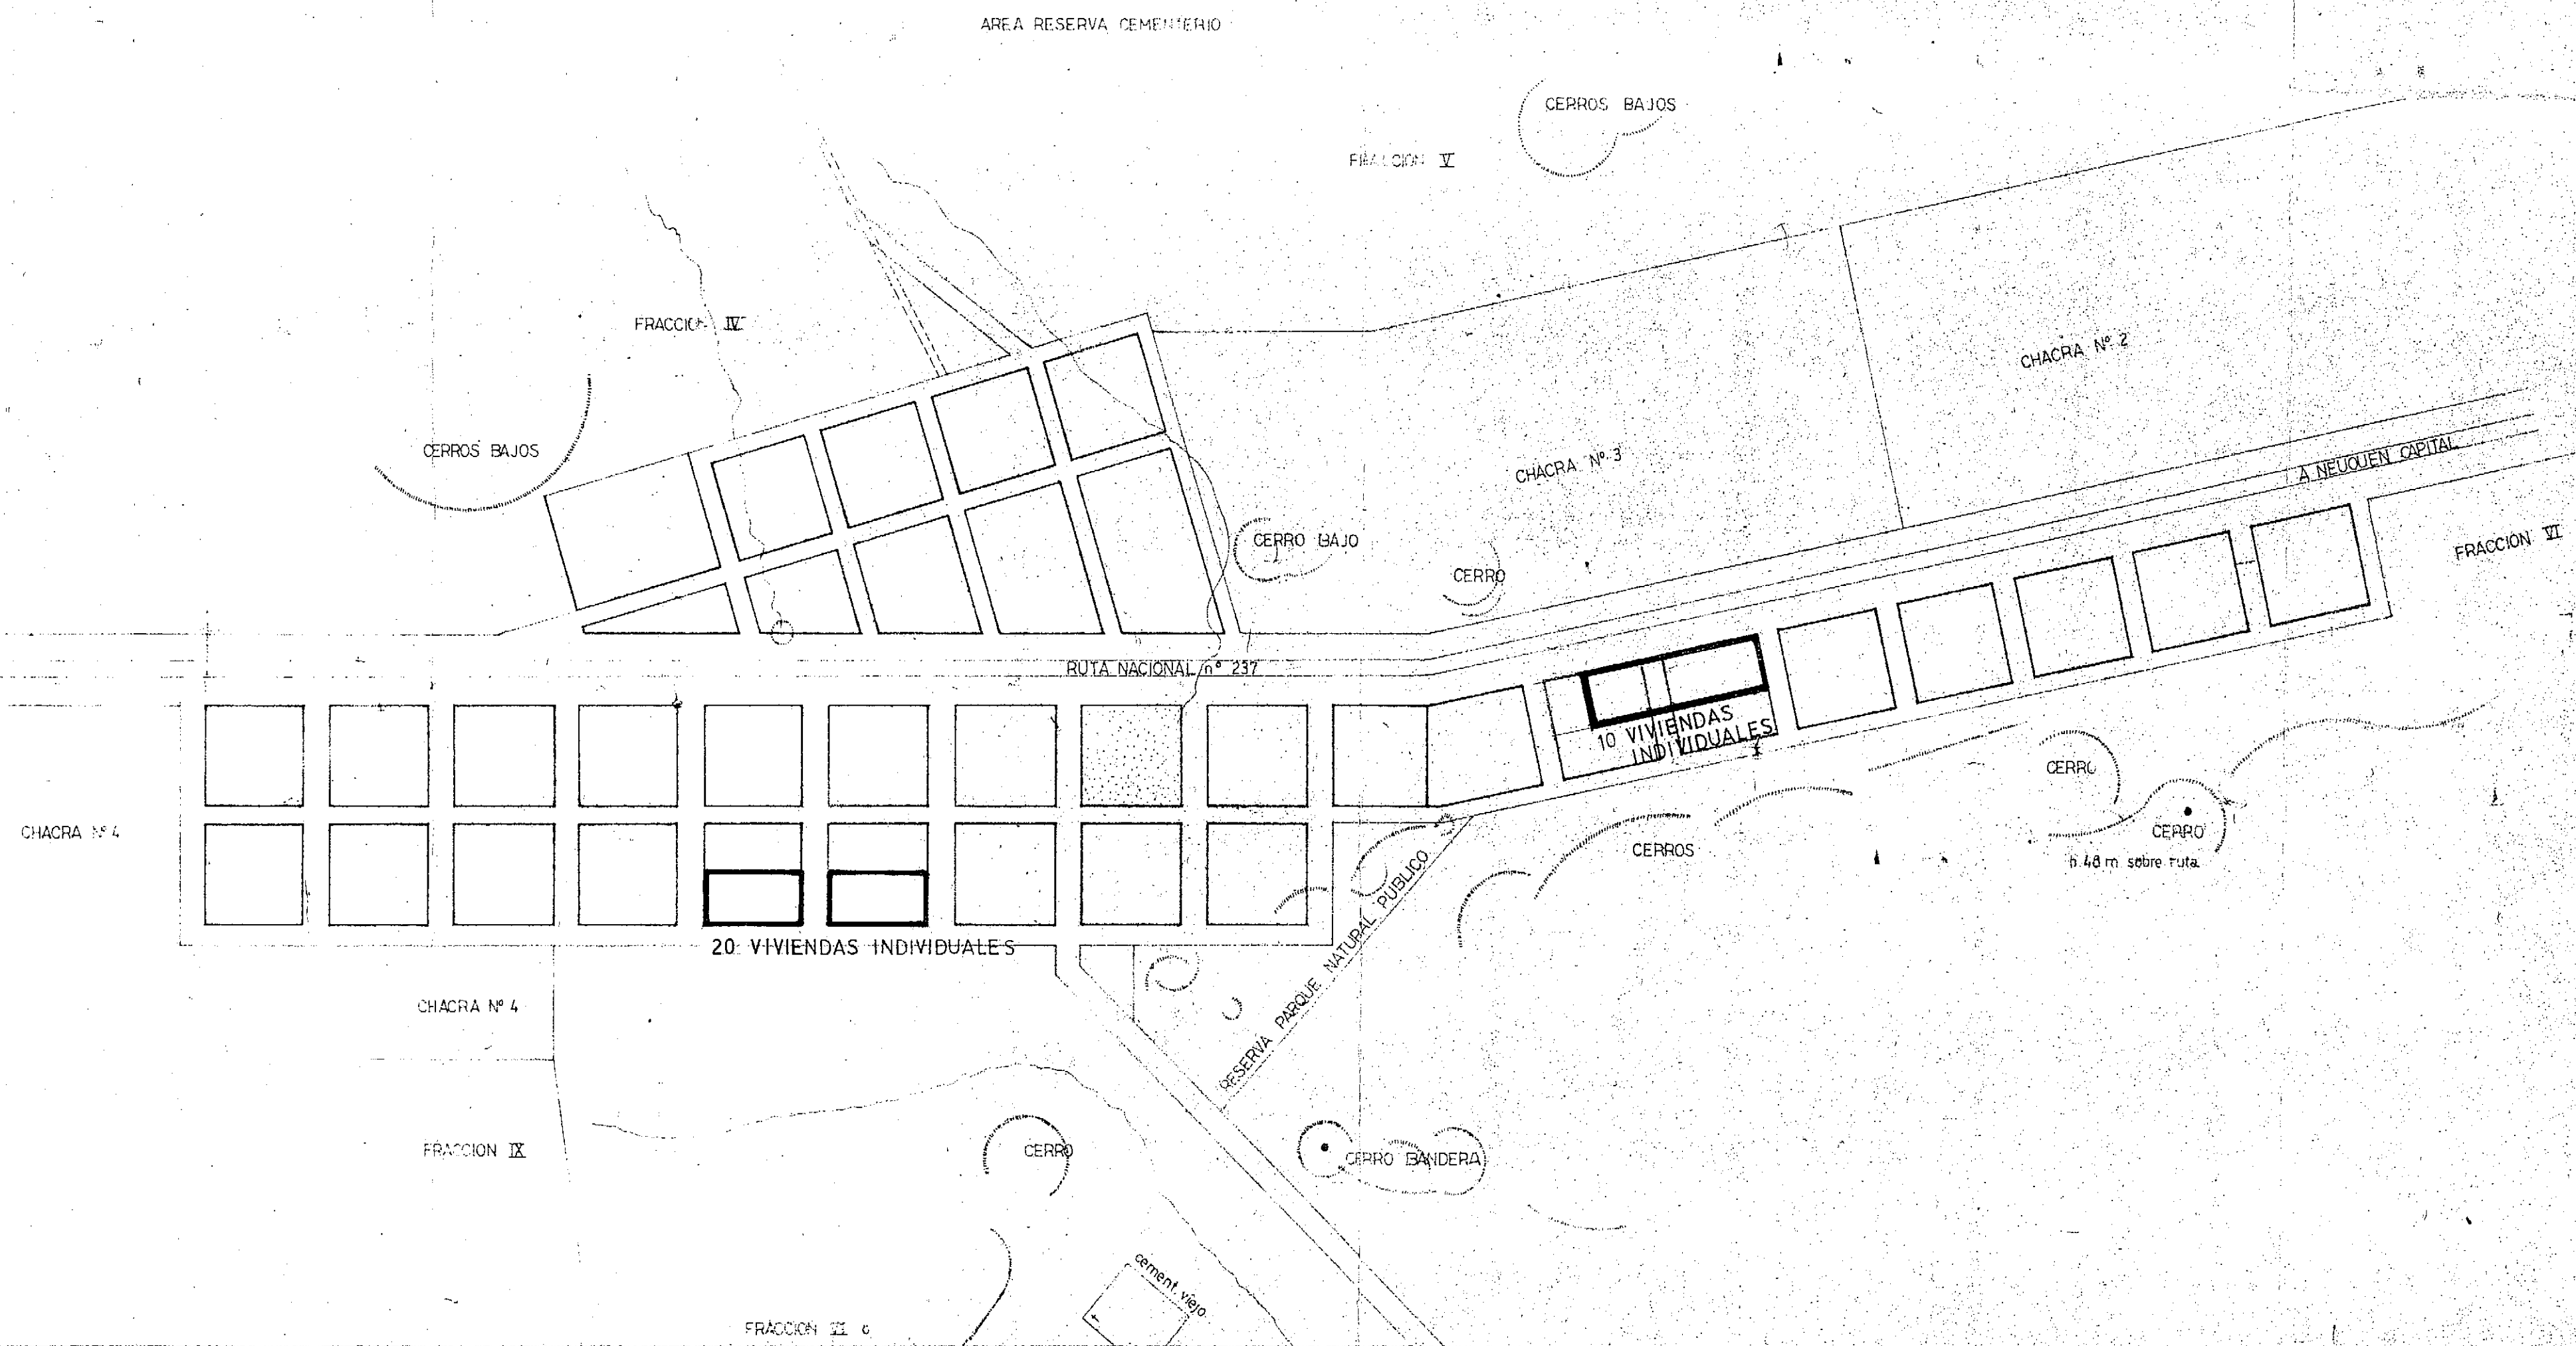 AREA RESERVA CEMENTERIO
CERROS BAJOS
FRACCION V
FRACCION IV
CHACRA Nº 2
CERROS BAJOS
CHACRA Nº 3
A NEUQUEN CAPITAL
CERRO BAJO
FRACCION VI
CERRO
RUTA NACIONAL nº 237
10 VIVIENDAS
INDIVIDUALES
CERRO
CHACRA Nº 4
CERRO
h.48 m. sobre ruta
CERROS
RESERVA PARQUE NATURAL PUBLICO
20 VIVIENDAS INDIVIDUALES
CHACRA Nº 4
FRACCION IX
CERRO
CERRO BANDERA
cement. viejo
FRACCION